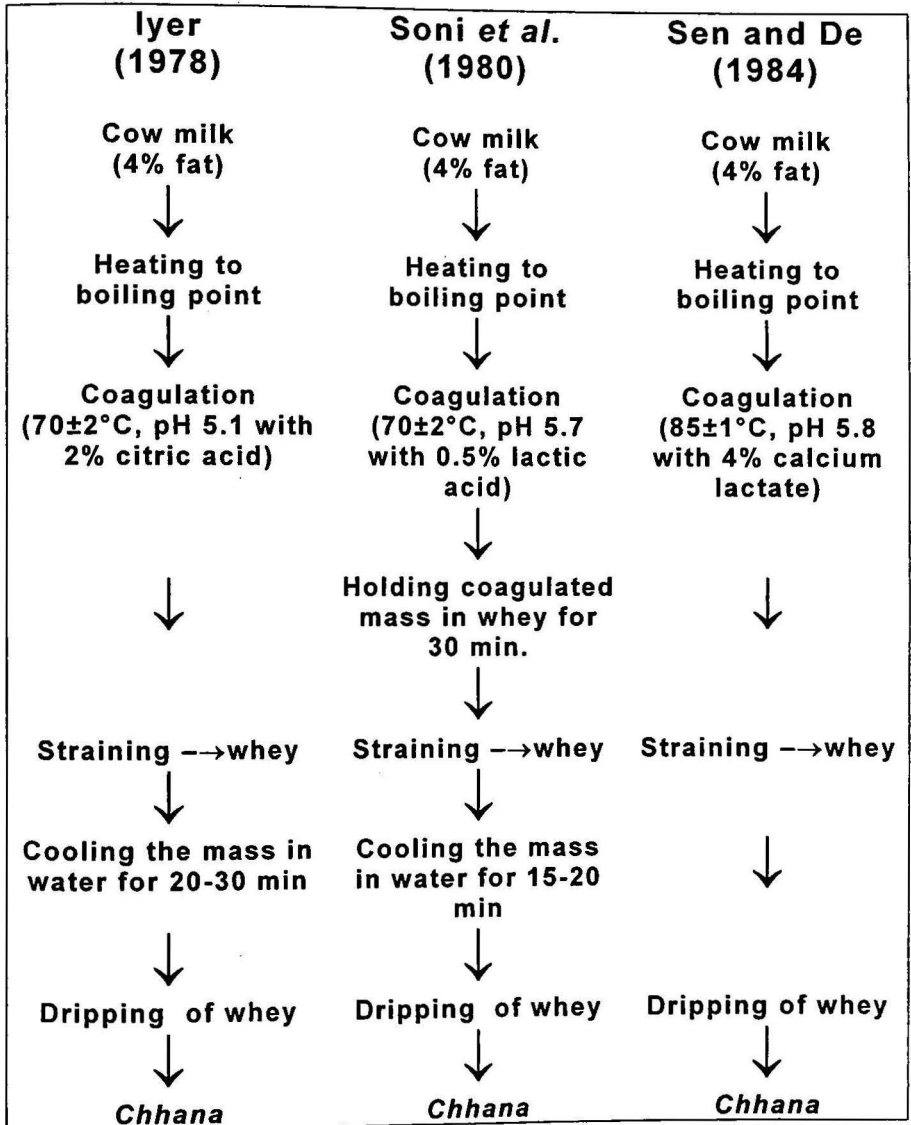 Iyer
(1978)
Cow milk
(4% fat)
Heating to
boiling point
Coagulation
(70±2°C, pH 5.1 with
2% citric acid)
Straining –→whey
Cooling the mass in
water for 20-30 min
Dripping of whey
Chhana
Soni et al.
(1980)
Cow milk
(4% fat)
Heating to
boiling point
Coagulation
(70±2°C, pH 5.7
with 0.5% lactic
acid)
Holding coagulated
mass in whey for
30 min.
Straining –→whey
Cooling the mass
in water for 15-20
min
Dripping of whey
Chhana
Sen and De
(1984)
Cow milk
(4% fat)
Heating to
boiling point
Coagulation
(85±1°C, pH 5.8
with 4% calcium
lactate)
Straining –→whey
Dripping of whey
Chhana